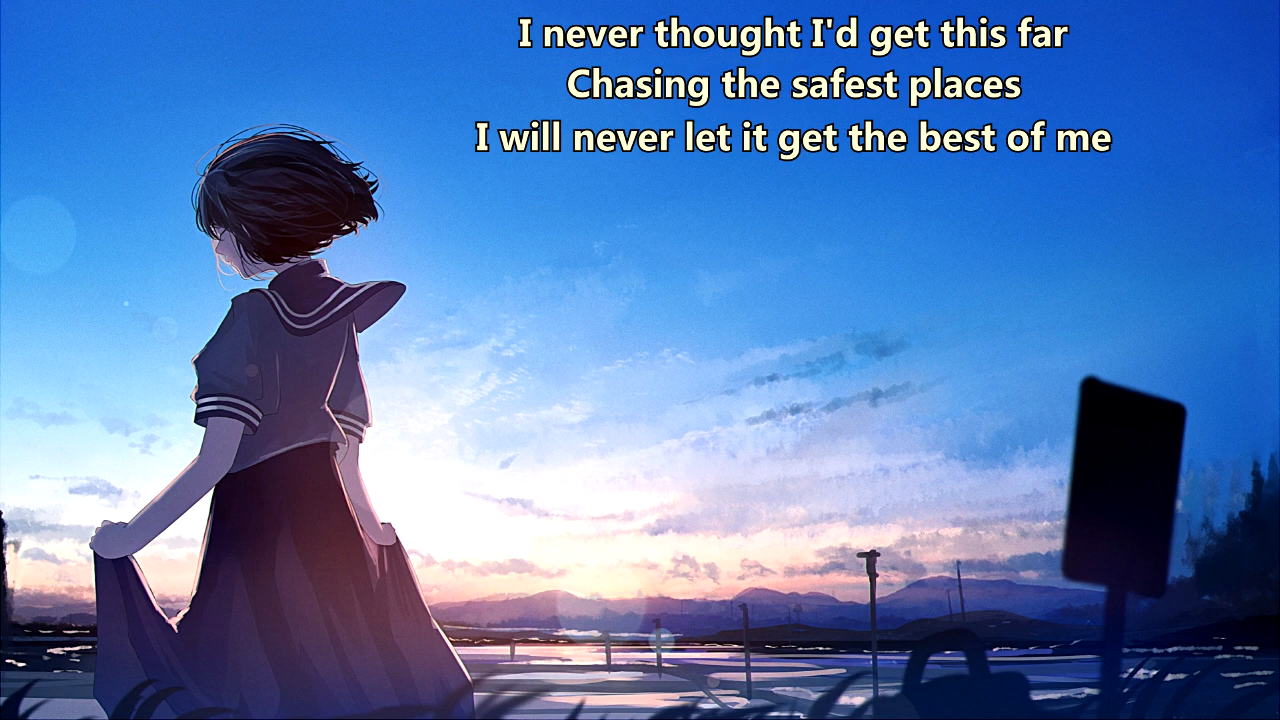 I never thought I'd get this far
Chasing the safest places
I will never let it get the best of me